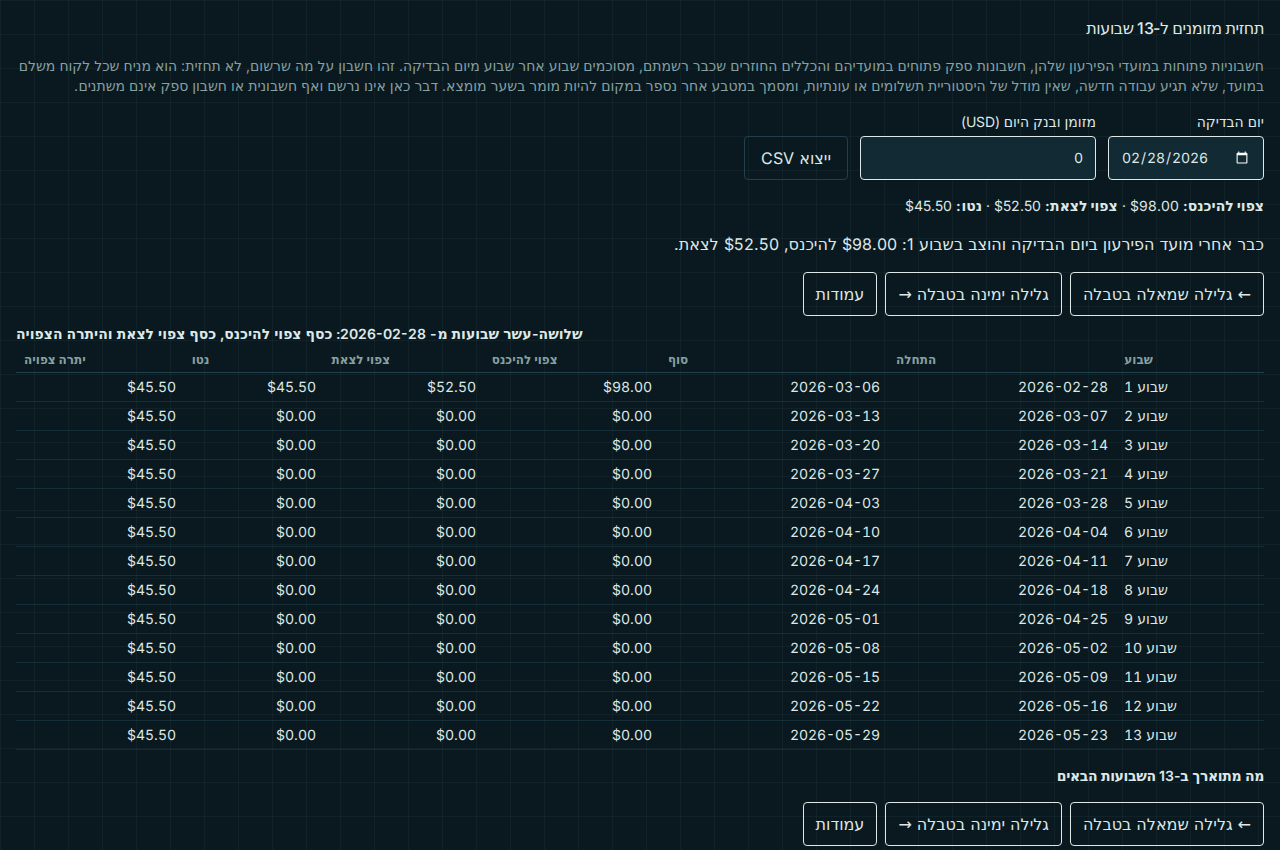 תחזית מזומנים ל-13 שבועות
חשבוניות פתוחות במועדי הפירעון שלהן, חשבונות ספק פתוחים במועדיהם והכללים החוזרים שכבר רשמתם, מסוכמים שבוע אחר שבוע מיום הבדיקה. זהו חשבון על מה שרשום, לא תחזית: הוא מניח שכל לקוח משלם
במועד, שלא תגיע עבודה חדשה, שאין מודל של היסטוריית תשלומים או עונתיות, ומסמך במטבע אחר נספר במקום להיות מומר בשער מומצא. דבר כאן אינו נרשם ואף חשבונית או חשבון ספק אינם משתנים.
יום הבדיקה מזומן ובנק היום (USD)
02/28/2026 0 ייצוא CSV
צפוי להיכנס: $98.00 · צפוי לצאת: $52.50 · נטו: $45.50
כבר אחרי מועד הפירעון ביום הבדיקה והוצב בשבוע 1: $98.00 להיכנס, $52.50 לצאת.
← גלילה שמאלה בטבלה גלילה ימינה בטבלה → עמודות
שלושה-עשר שבועות מ- 2026-02-28: כסף צפוי להיכנס, כסף צפוי לצאת והיתרה הצפויה
שבוע התחלה סוף צפוי להיכנס צפוי לצאת נטו יתרה צפויה
שבוע 1 2026-02-28 2026-03-06 $98.00 $52.50 $45.50 $45.50
שבוע 2 2026-03-07 2026-03-13 $0.00 $0.00 $0.00 $45.50
שבוע 3 2026-03-14 2026-03-20 $0.00 $0.00 $0.00 $45.50
שבוע 4 2026-03-21 2026-03-27 $0.00 $0.00 $0.00 $45.50
שבוע 5 2026-03-28 2026-04-03 $0.00 $0.00 $0.00 $45.50
שבוע 6 2026-04-04 2026-04-10 $0.00 $0.00 $0.00 $45.50
שבוע 7 2026-04-11 2026-04-17 $0.00 $0.00 $0.00 $45.50
שבוע 8 2026-04-18 2026-04-24 $0.00 $0.00 $0.00 $45.50
שבוע 9 2026-04-25 2026-05-01 $0.00 $0.00 $0.00 $45.50
שבוע 10 2026-05-02 2026-05-08 $0.00 $0.00 $0.00 $45.50
שבוע 11 2026-05-09 2026-05-15 $0.00 $0.00 $0.00 $45.50
שבוע 12 2026-05-16 2026-05-22 $0.00 $0.00 $0.00 $45.50
שבוע 13 2026-05-23 2026-05-29 $0.00 $0.00 $0.00 $45.50
מה מתוארך ב-13 השבועות הבאים
← גלילה שמאלה בטבלה גלילה ימינה בטבלה → עמודות